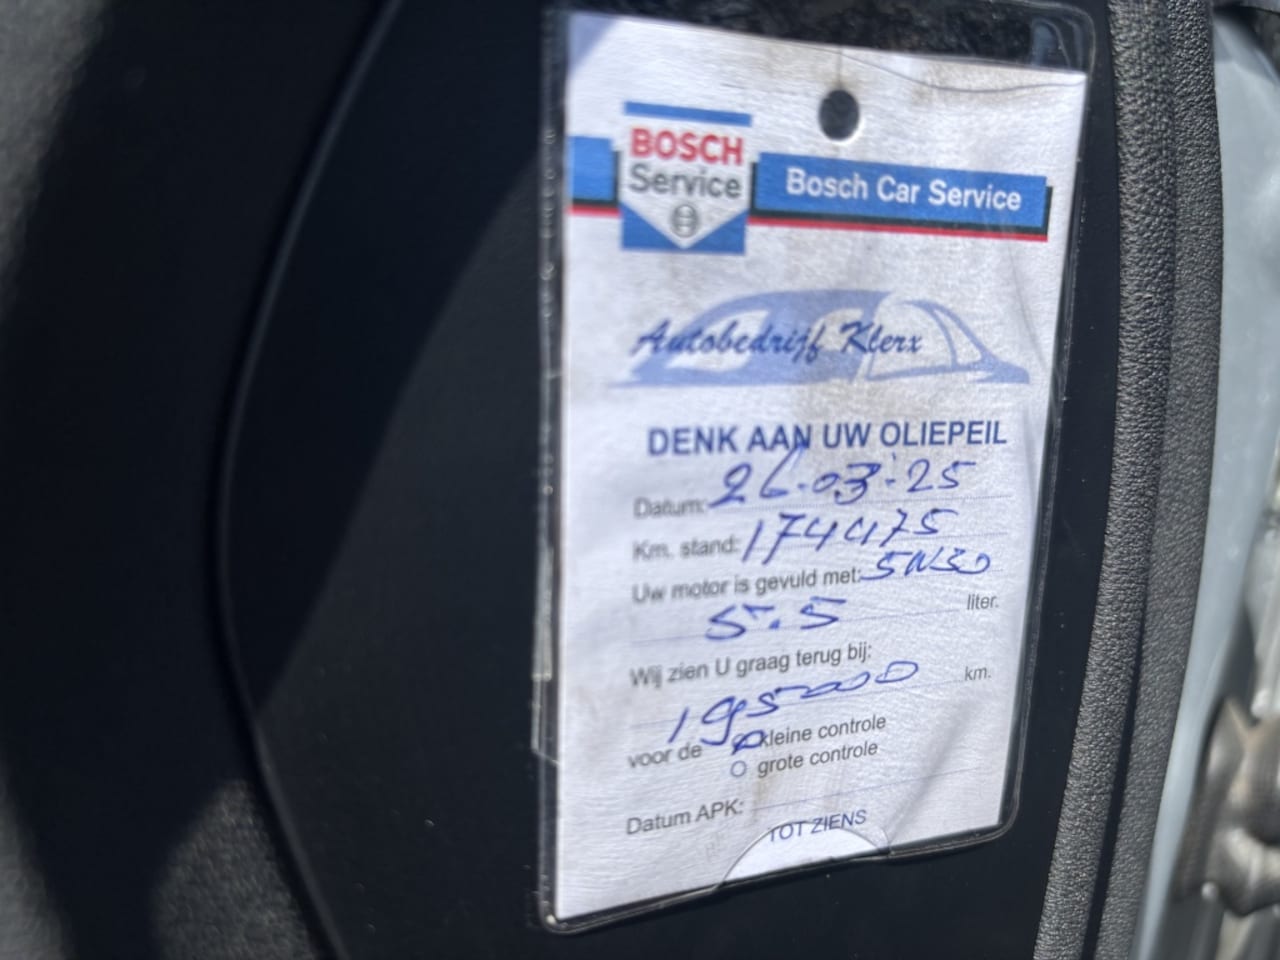 BOSCH
Service
Bosch Car Service
Autobedrijf Klerx
DENK AAN UW OLIEPEIL
Datum: 26-03-'25
Km. stand: 174475
Uw motor is gevuld met: 5W30
5.5 liter.
Wij zien U graag terug bij:
195000 km.
voor de kleine controle
grote controle
Datum APK:
TOT ZIENS